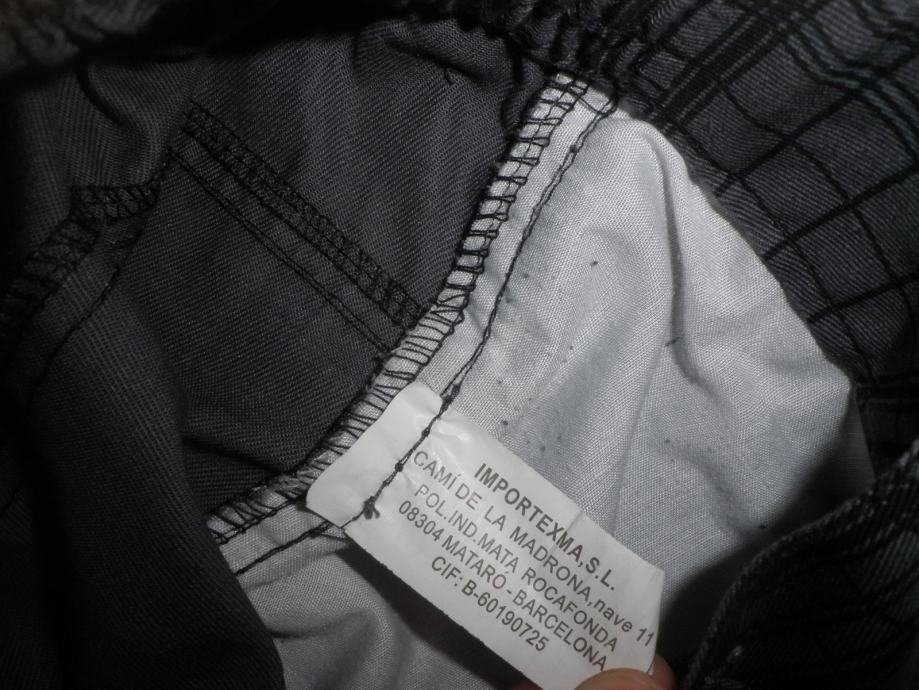 IMPORTEXMA,S.L.
CAMÍ DE LA MADRONA,nave 11
POL.IND.MATA ROCAFONDA
08304 MATARÓ - BARCELONA
CIF: B-60190725